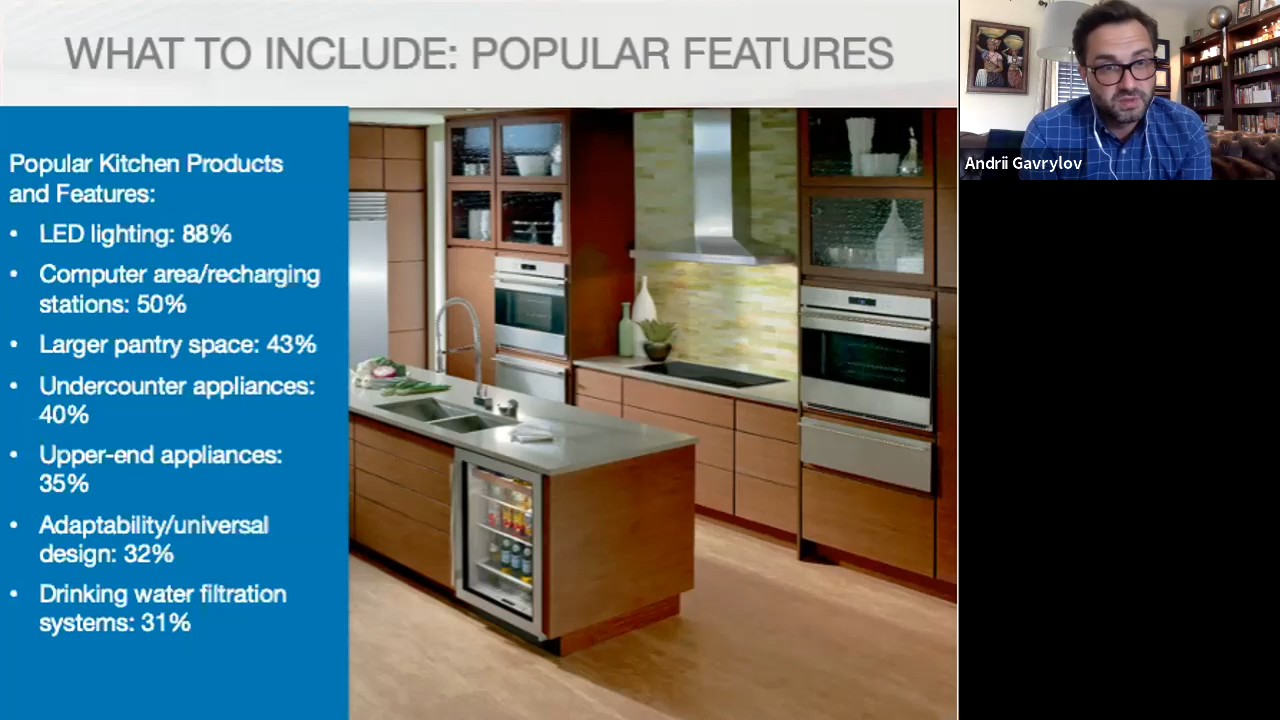 WHAT TO INCLUDE: POPULAR FEATURES
Popular Kitchen Products
and Features:
• LED lighting: 88%
• Computer area/recharging
stations: 50%
• Larger pantry space: 43%
• Undercounter appliances:
40%
• Upper-end appliances:
35%
• Adaptability/universal
design: 32%
• Drinking water filtration
systems: 31%
Andrii Gavrylov